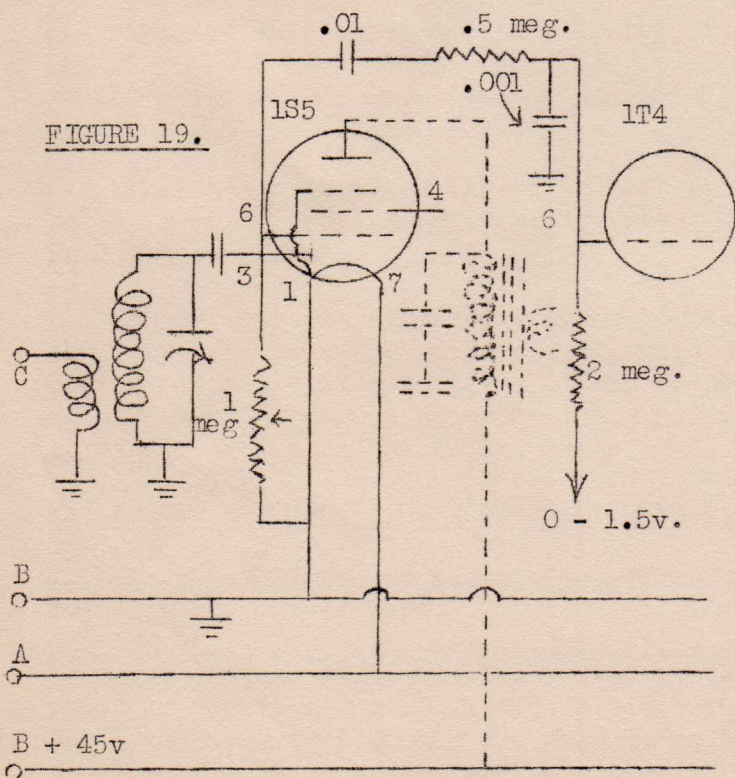 .01
.5 meg.
.001
1S5
1T4
FIGURE 19.
4
6
6
3
1
7
C
1
meg
2 meg.
0 - 1.5v.
B
A
B + 45v